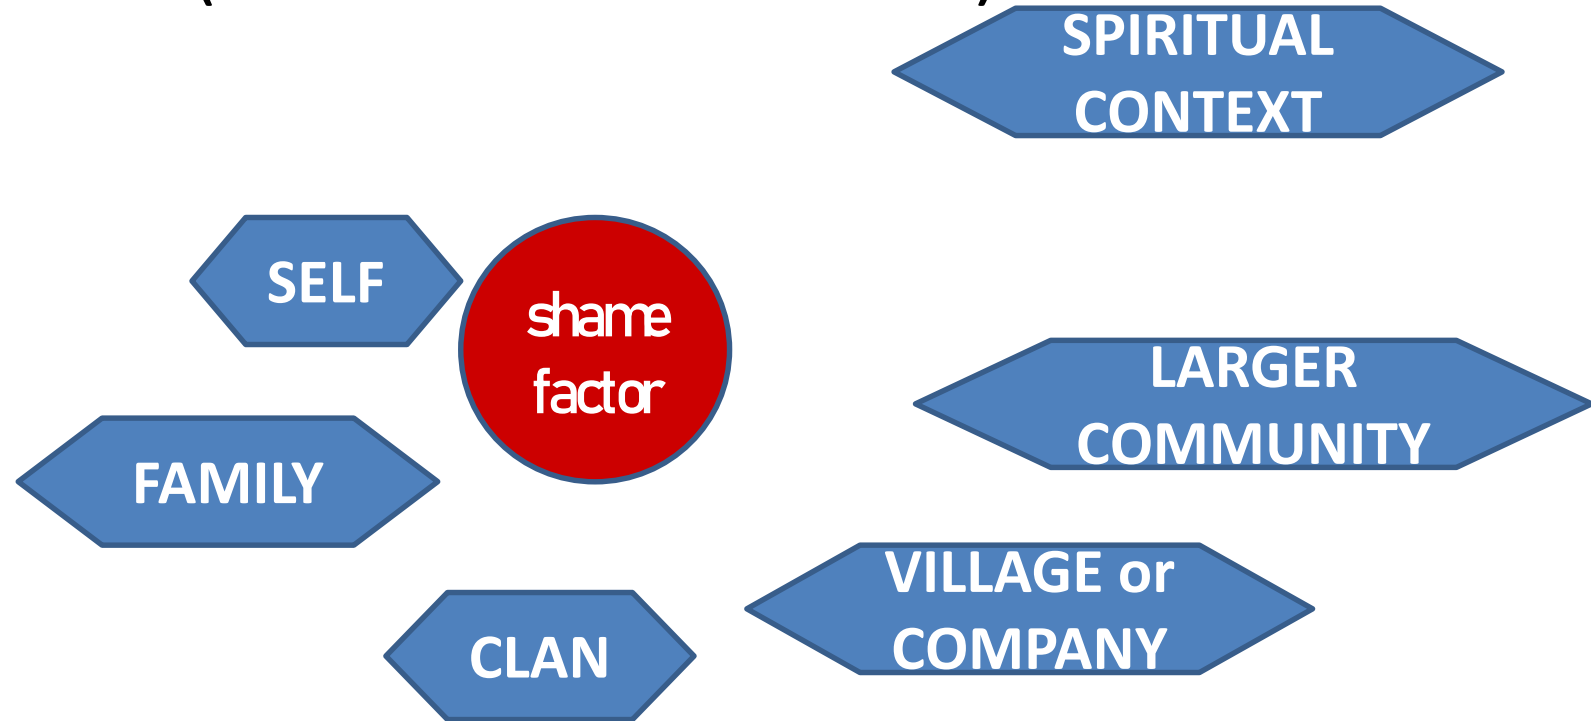 SPIRITUAL
CONTEXT
SELF
shame
factor
LARGER
COMMUNITY
FAMILY
VILLAGE or
COMPANY
CLAN